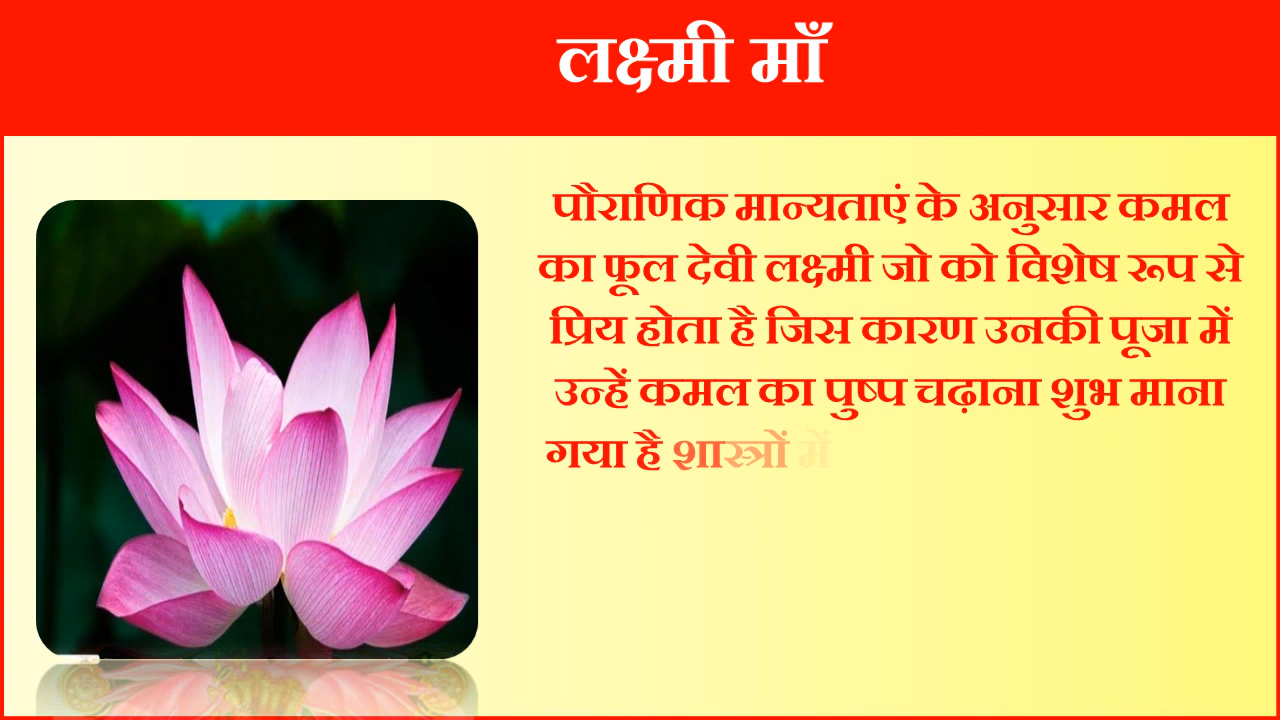 लक्ष्मी माँ
पौराणिक मान्यताएं के अनुसार कमल
का फूल देवी लक्ष्मी जो को विशेष रूप से
प्रिय होता है जिस कारण उनकी पूजा में
उन्हें कमल का पुष्प चढ़ाना शुभ माना
गया है शास्त्रों में